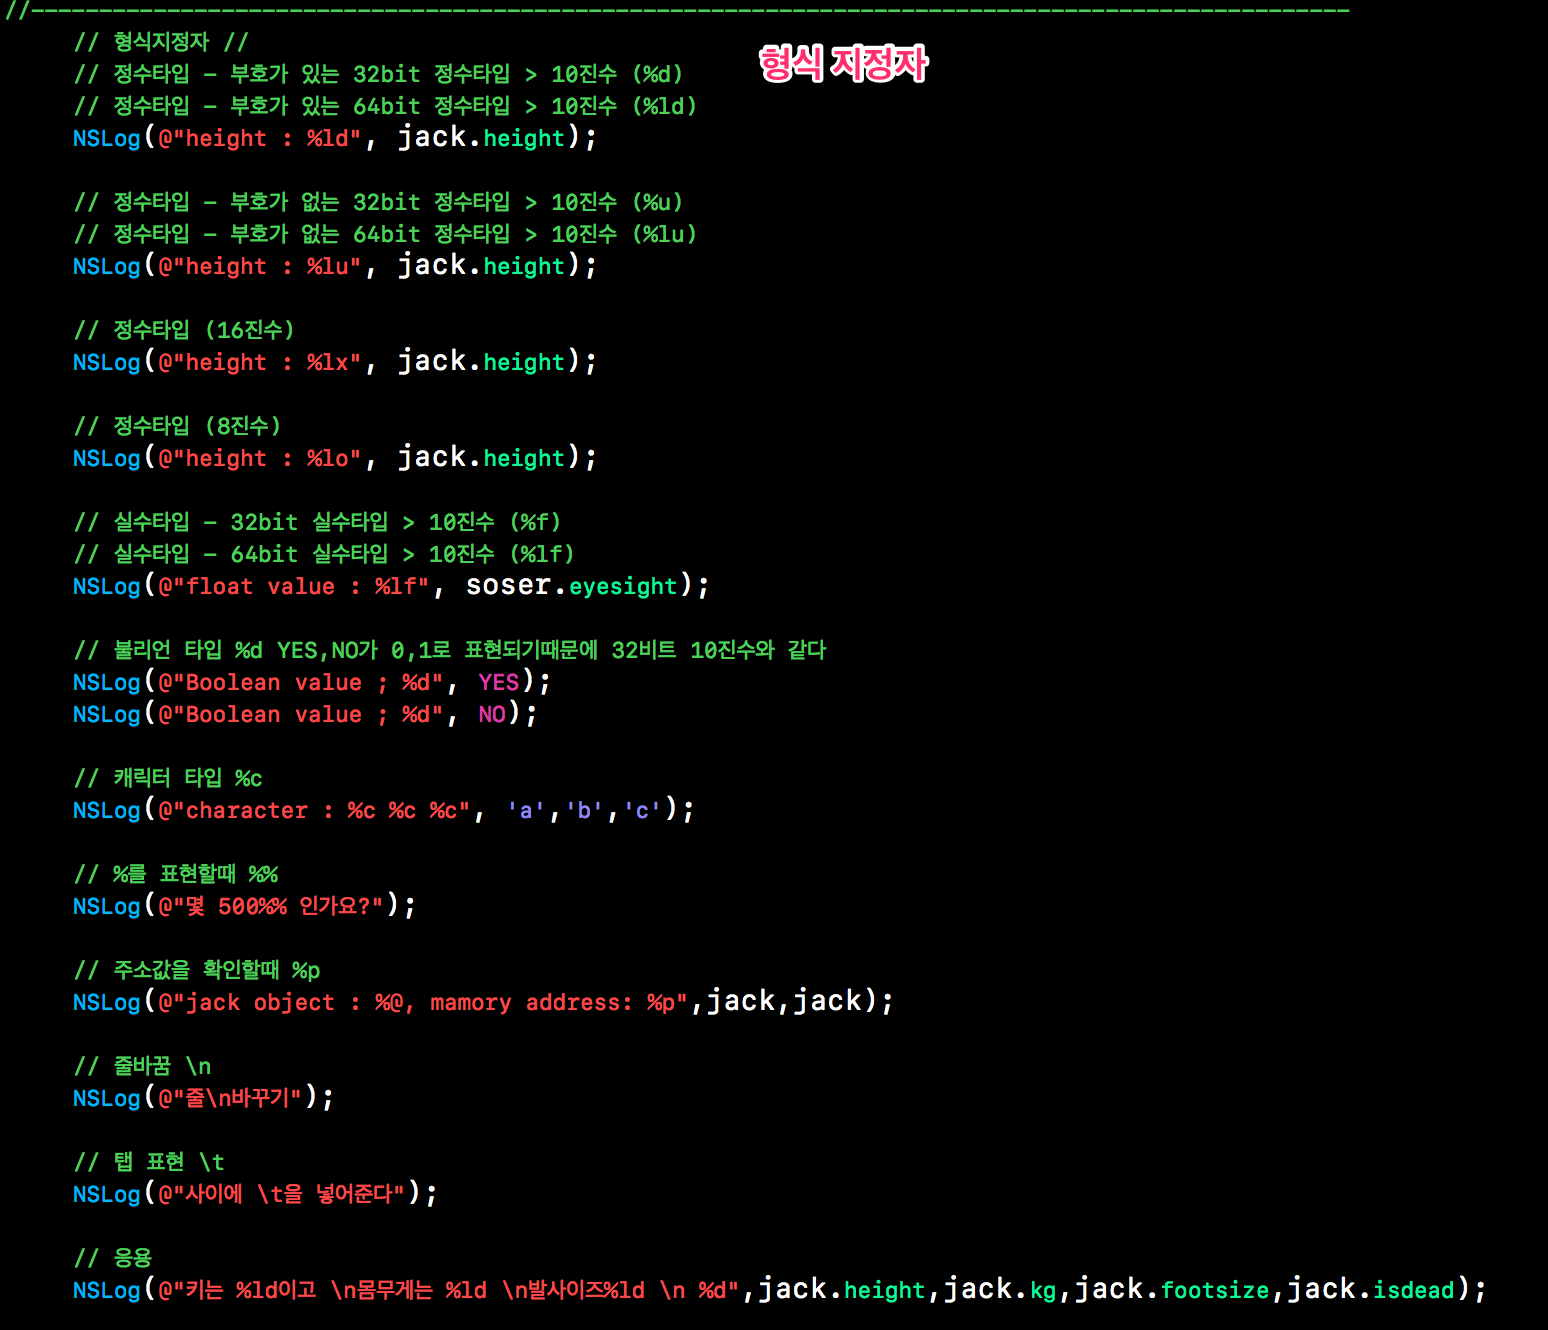 //–––––––––––––––––––––––––––––––––––––––––––––––––––––––––––––––––––––––––––––––––––––––––––––––––
// 형식지정자 //
형식 지정자
// 정수타입 – 부호가 있는 32bit 정수타입 > 10진수 (%d)
// 정수타입 – 부호가 있는 64bit 정수타입 > 10진수 (%ld)
NSLog(@"height : %ld", jack.height);
// 정수타입 – 부호가 없는 32bit 정수타입 > 10진수 (%u)
// 정수타입 – 부호가 없는 64bit 정수타입 > 10진수 (%lu)
NSLog(@"height : %lu", jack.height);
// 정수타입 (16진수)
NSLog(@"height : %lx", jack.height);
// 정수타입 (8진수)
NSLog(@"height : %lo", jack.height);
// 실수타입 – 32bit 실수타입 > 10진수 (%f)
// 실수타입 – 64bit 실수타입 > 10진수 (%lf)
NSLog(@"float value : %lf", soser.eyesight);
// 불리언 타입 %d YES,NO가 0,1로 표현되기때문에 32비트 10진수와 같다
NSLog(@"Boolean value ; %d", YES);
NSLog(@"Boolean value ; %d", NO);
// 캐릭터 타입 %c
NSLog(@"character : %c %c %c", 'a','b','c');
// %를 표현할때 %%
NSLog(@"몇 500%% 인가요?");
// 주소값을 확인할때 %p
NSLog(@"jack object : %@, mamory address: %p",jack,jack);
// 줄바꿈 \n
NSLog(@"줄\n바꾸기");
// 탭 표현 \t
NSLog(@"사이에 \t을 넣어준다");
// 응용
NSLog(@"키는 %ld이고 \n몸무게는 %ld \n발사이즈%ld \n %d",jack.height,jack.kg,jack.footsize,jack.isdead);